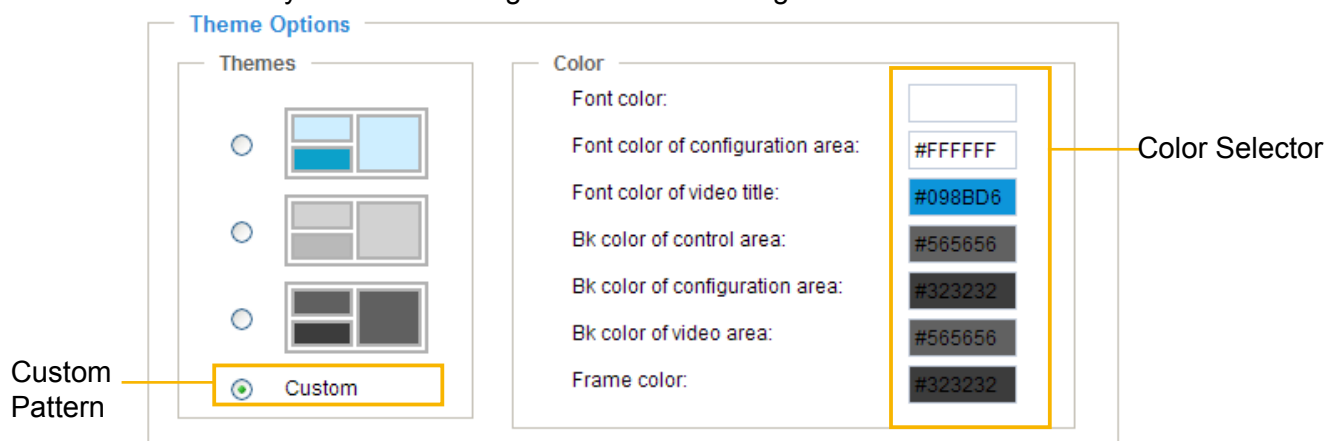 Theme Options
Themes
Custom
Color
Font color:
Font color of configuration area: #FFFFFF
Font color of video title: #098BD6
Bk color of control area: #565656
Bk color of configuration area: #323232
Bk color of video area: #565656
Frame color: #323232
Color Selector
Custom
Pattern